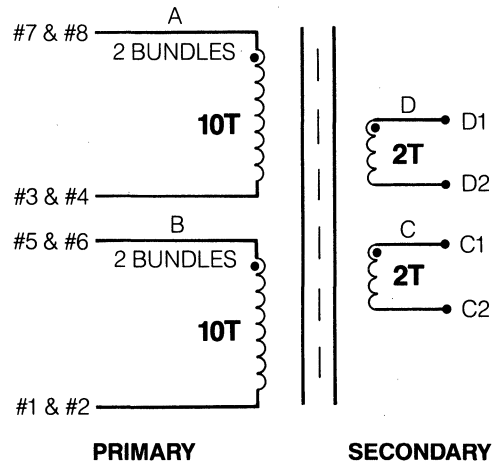 A
#7 & #8
2 BUNDLES
10T
#3 & #4
B
#5 & #6
2 BUNDLES
10T
#1 & #2
PRIMARY
D
D1
2T
D2
C
C1
2T
C2
SECONDARY